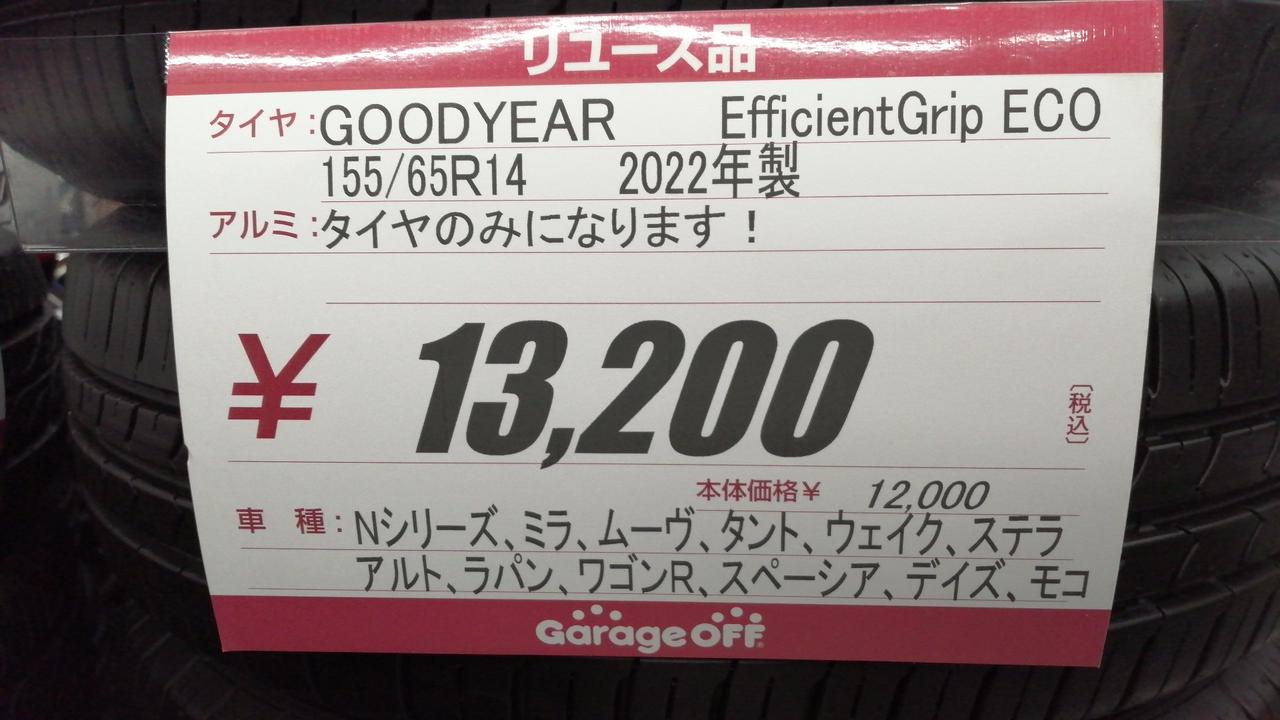 リユース品
タイヤ:GOODYEAR EfficientGrip ECO
155/65R14 2022年製
アルミ:タイヤのみになります!
¥13,200 〔税込〕
本体価格¥ 12,000
車 種:Nシリーズ、ミラ、ムーヴ、タント、ウェイク、ステラ
アルト、ラパン、ワゴンR、スペーシア、デイズ、モコ
Garage OFF